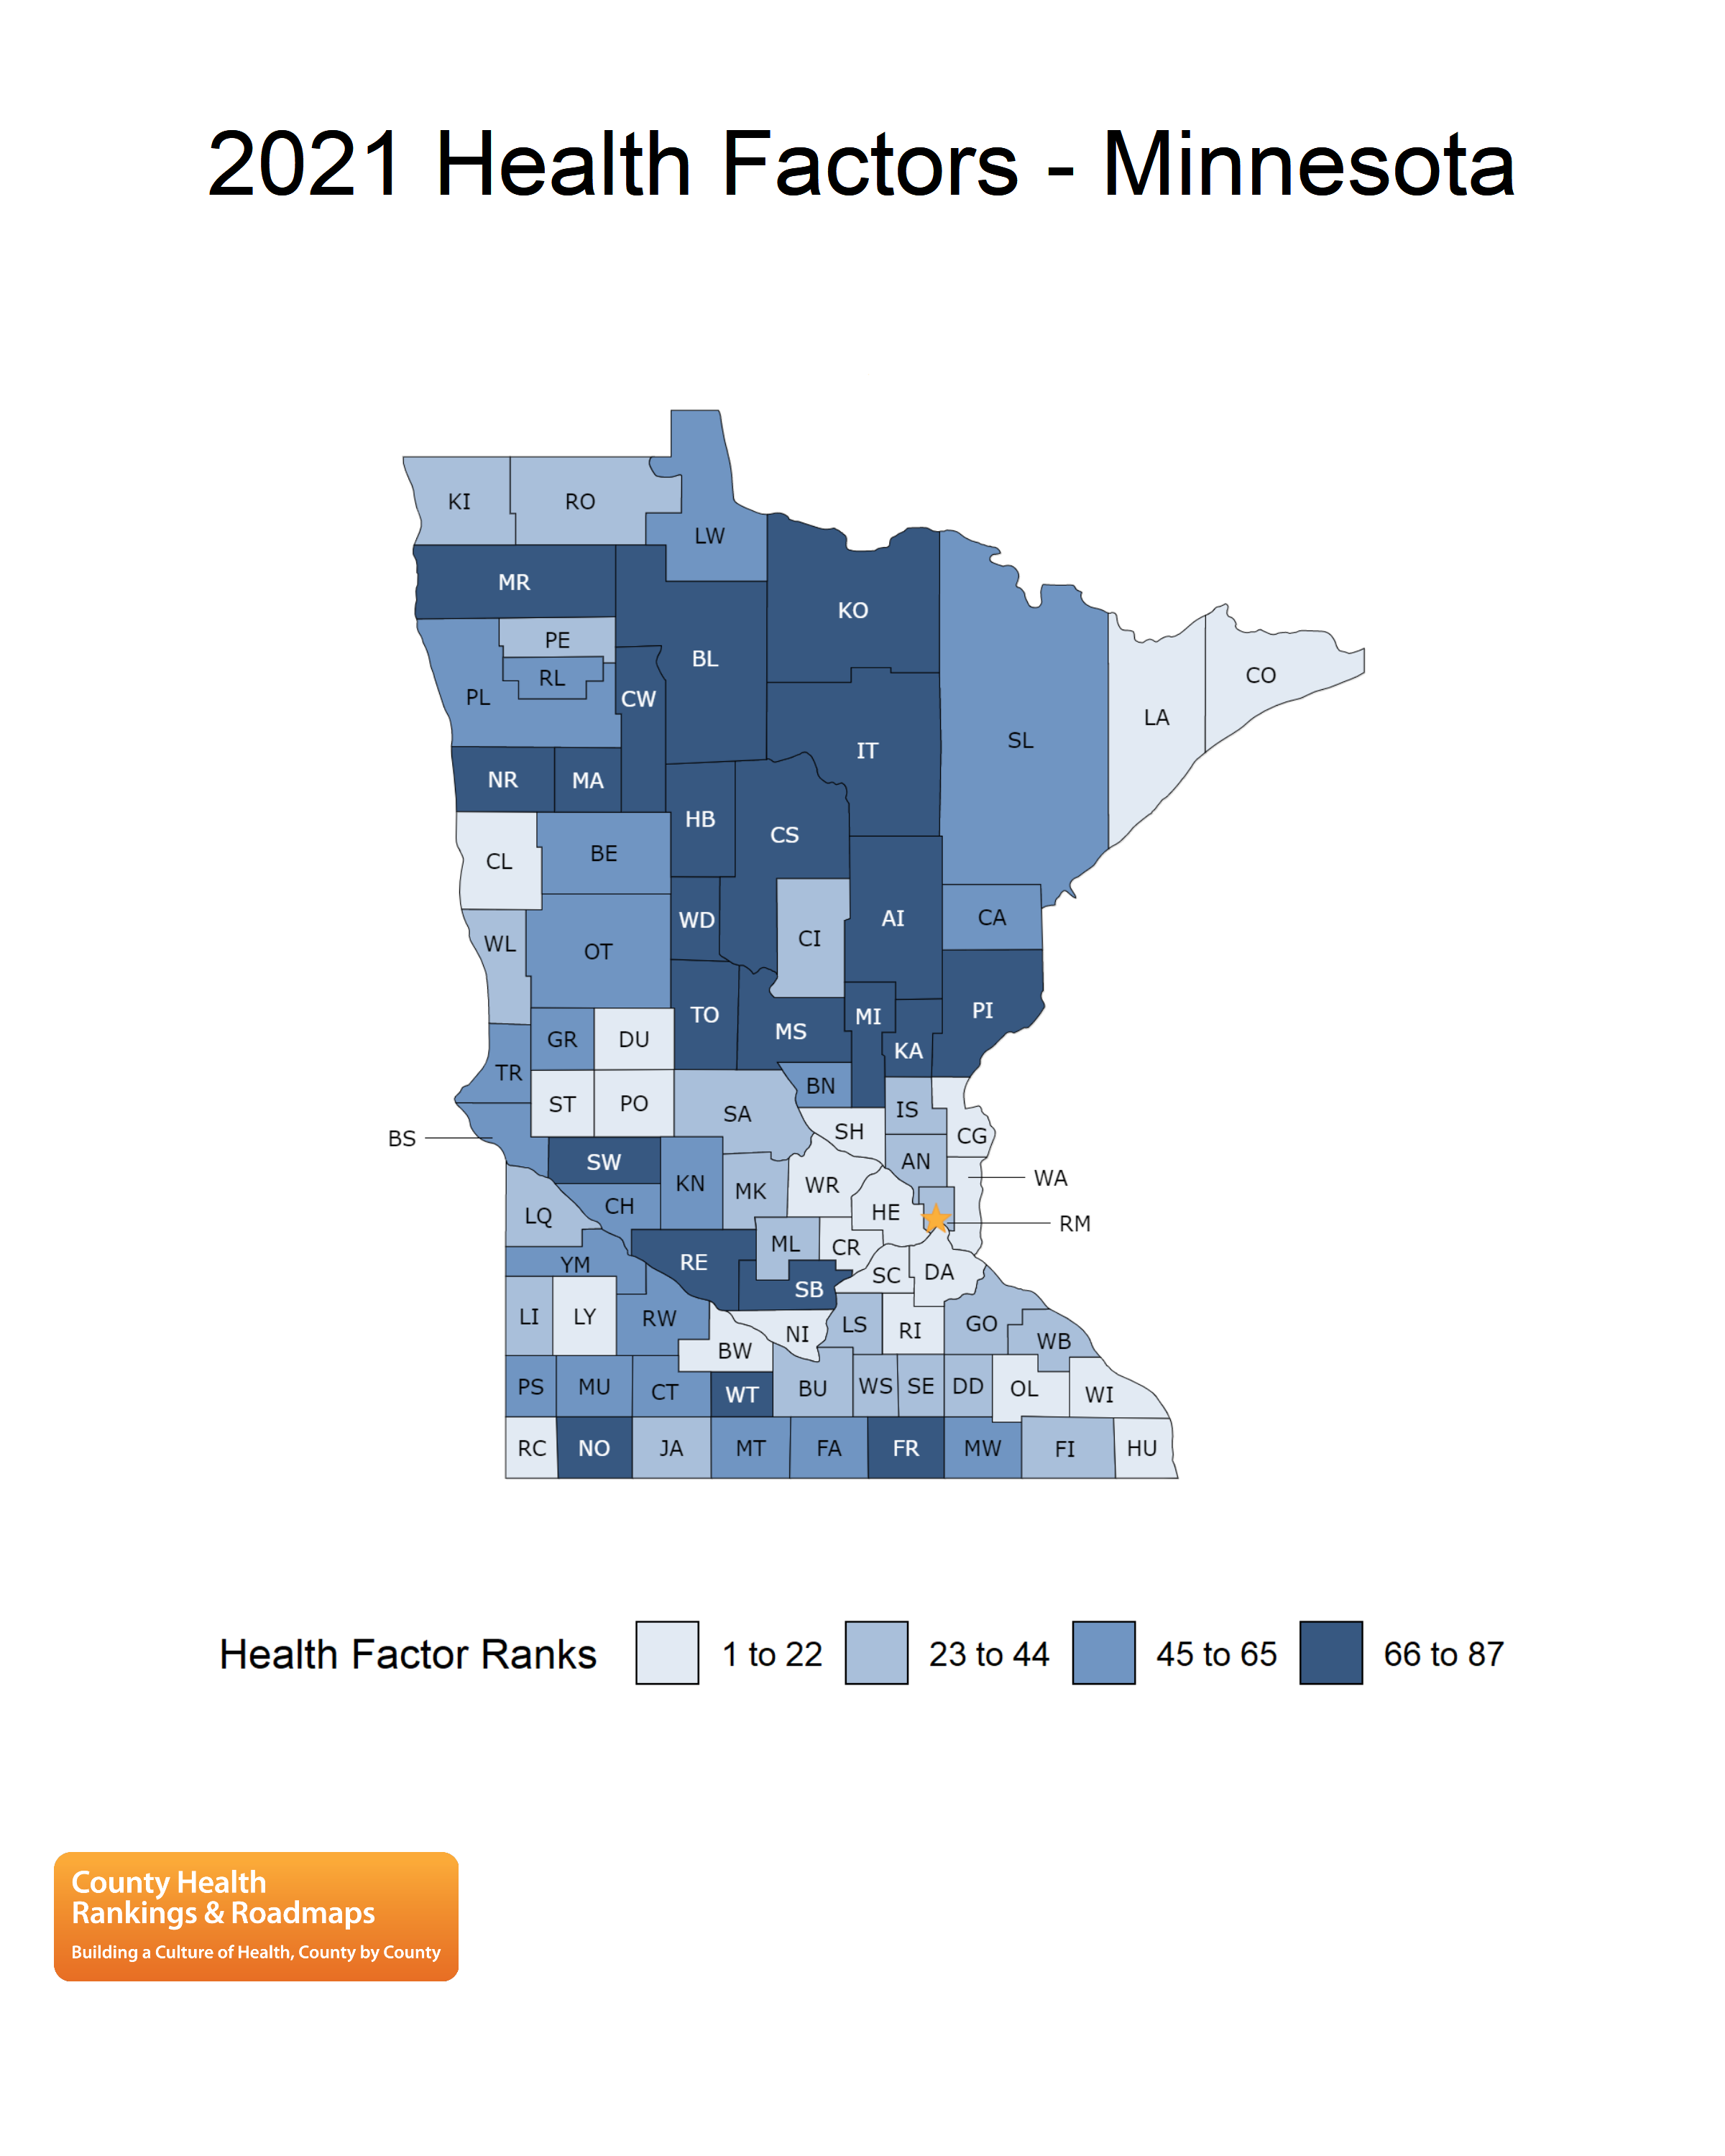 2021 Health Factors - Minnesota
KI RO
LW
MR
KO
PE
BL
RL
CO
PL CW
LA
SL
IT
NR MA
HB
CS
BE
CL
WD AI CA
CI
WL
OT
PI
TO MI
MS
GR DU
KA
TR
BN
ST PO
SA IS
SH
BS CG
SW AN
WA
KN WR
MK
CH
HE
LQ
RM
ML CR
YM
RE
SC DA
SB
LI LY RW
LS GO
NI RI
WB
BW
PS MU CT
WT BU WS SE DD OL WI
RC NO JA MT FA FR MW FI HU
Health Factor Ranks 1 to 22 23 to 44 45 to 65 66 to 87
County Health
Rankings & Roadmaps
Building a Culture of Health, County by County